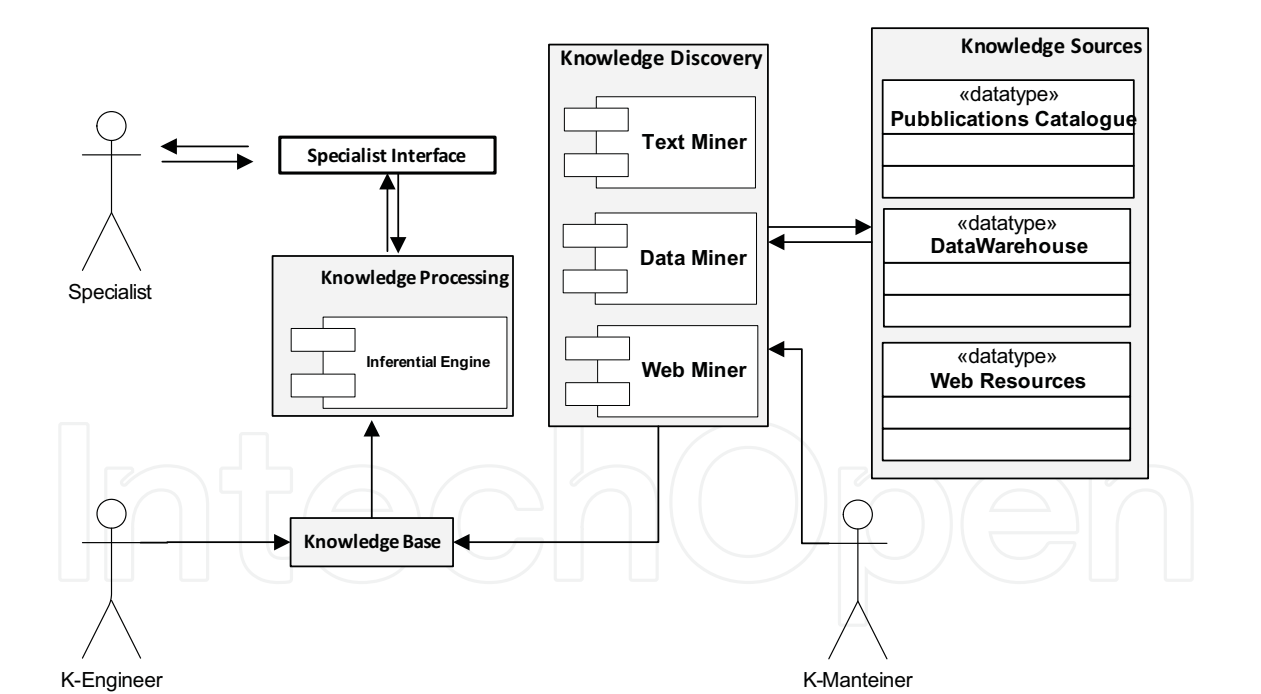 Knowledge Discovery
Knowledge Sources
«datatype»
Pubblications Catalogue
Text Miner
Specialist Interface
«datatype»
DataWarehouse
Data Miner
Knowledge Processing
Specialist
Inferential Engine
Web Miner
«datatype»
Web Resources
IntechOpen
Knowledge Base
K-Engineer
K-Manteiner